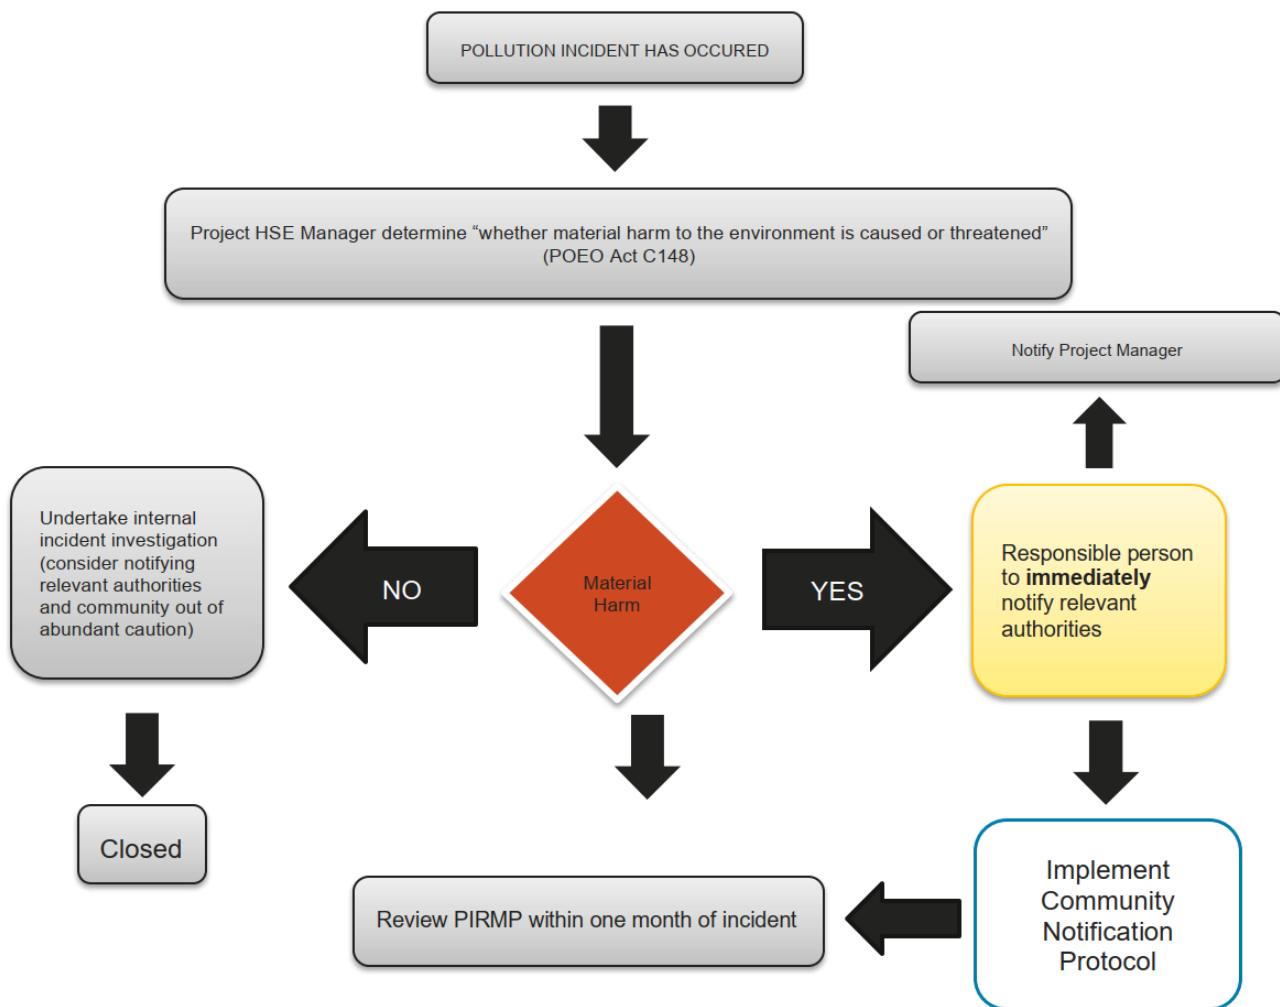 POLLUTION INCIDENT HAS OCCURED
Project HSE Manager determine “whether material harm to the environment is caused or threatened”
(POEO Act C148)
Notify Project Manager
Undertake internal
incident investigation
(consider notifying
relevant authorities
and community out of
abundant caution)
NO
Material
Harm
YES
Responsible person
to immediately
notify relevant
authorities
Closed
Review PIRMP within one month of incident
Implement
Community
Notification
Protocol